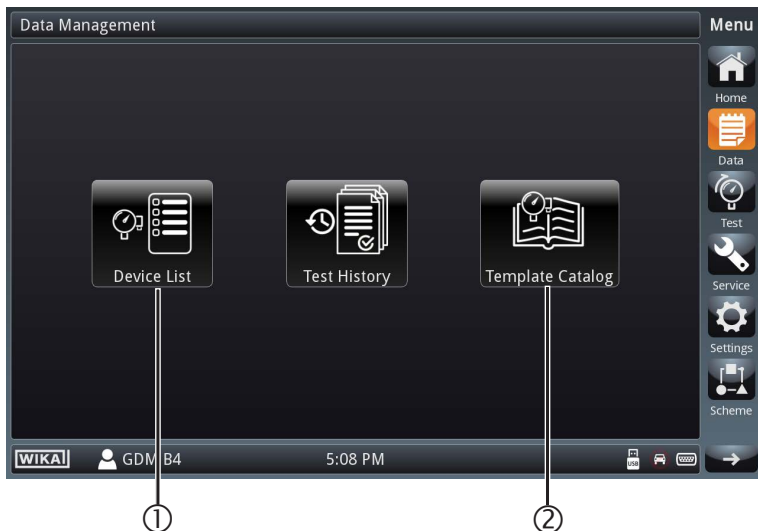 Data Management
Menu
Home
Data
Test
Service
Settings
Scheme
Device List
Test History
Template Catalog
WIKA
GDM B4
5:08 PM
USB
①
②